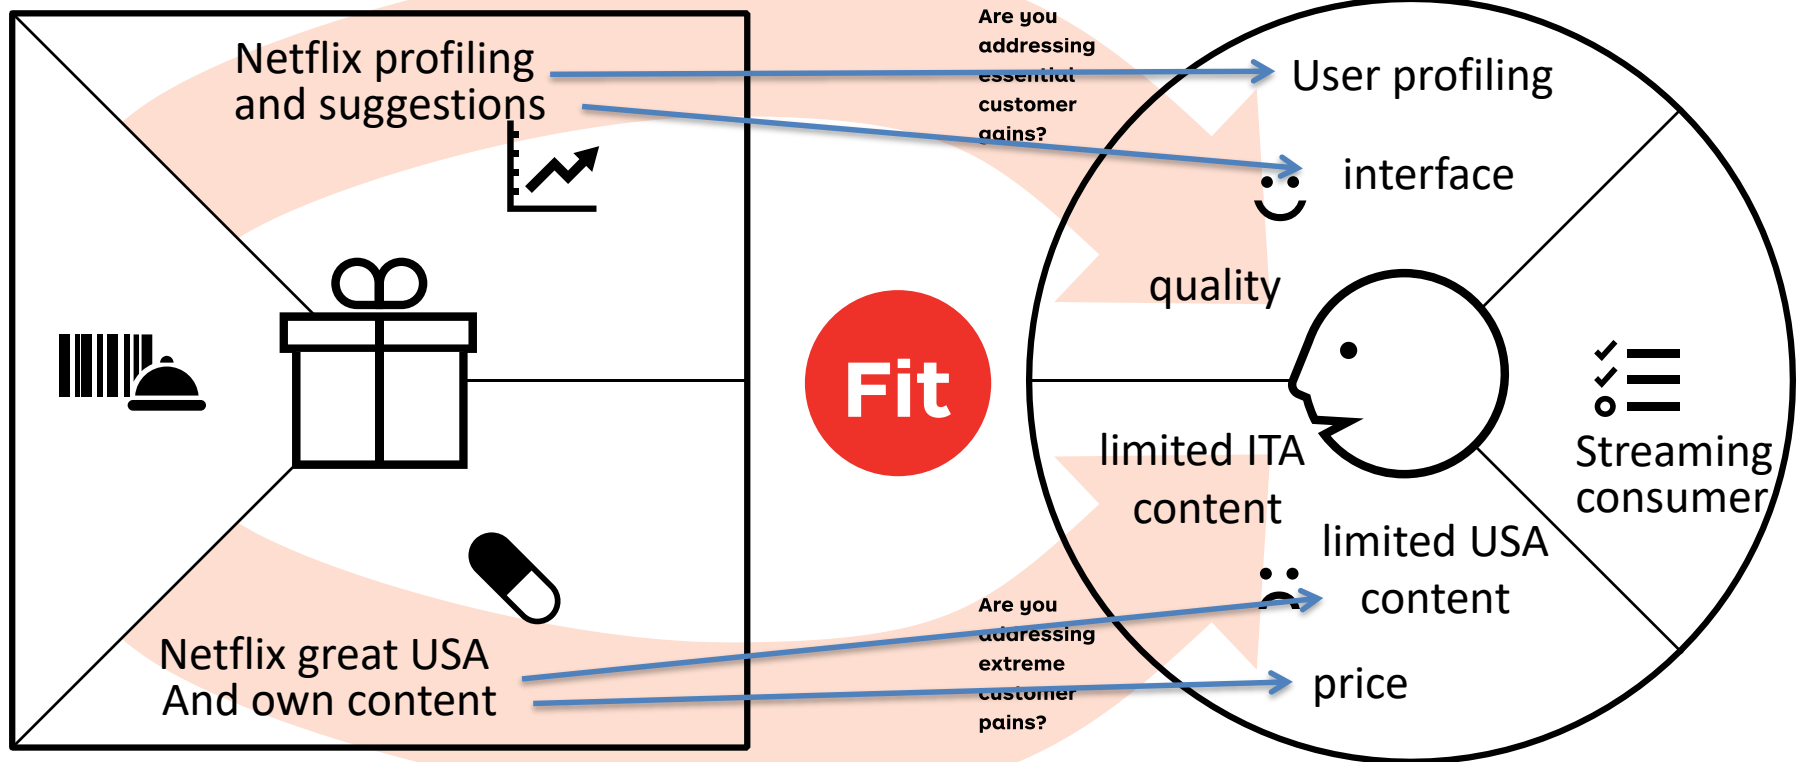 Netflix profiling
and suggestions
Are you
addressing
essential
customer
gains?
User profiling
interface
quality
Fit
limited ITA
content
Streaming
consumer
limited USA
content
Netflix great USA
And own content
Are you
addressing
extreme
customer
pains?
price